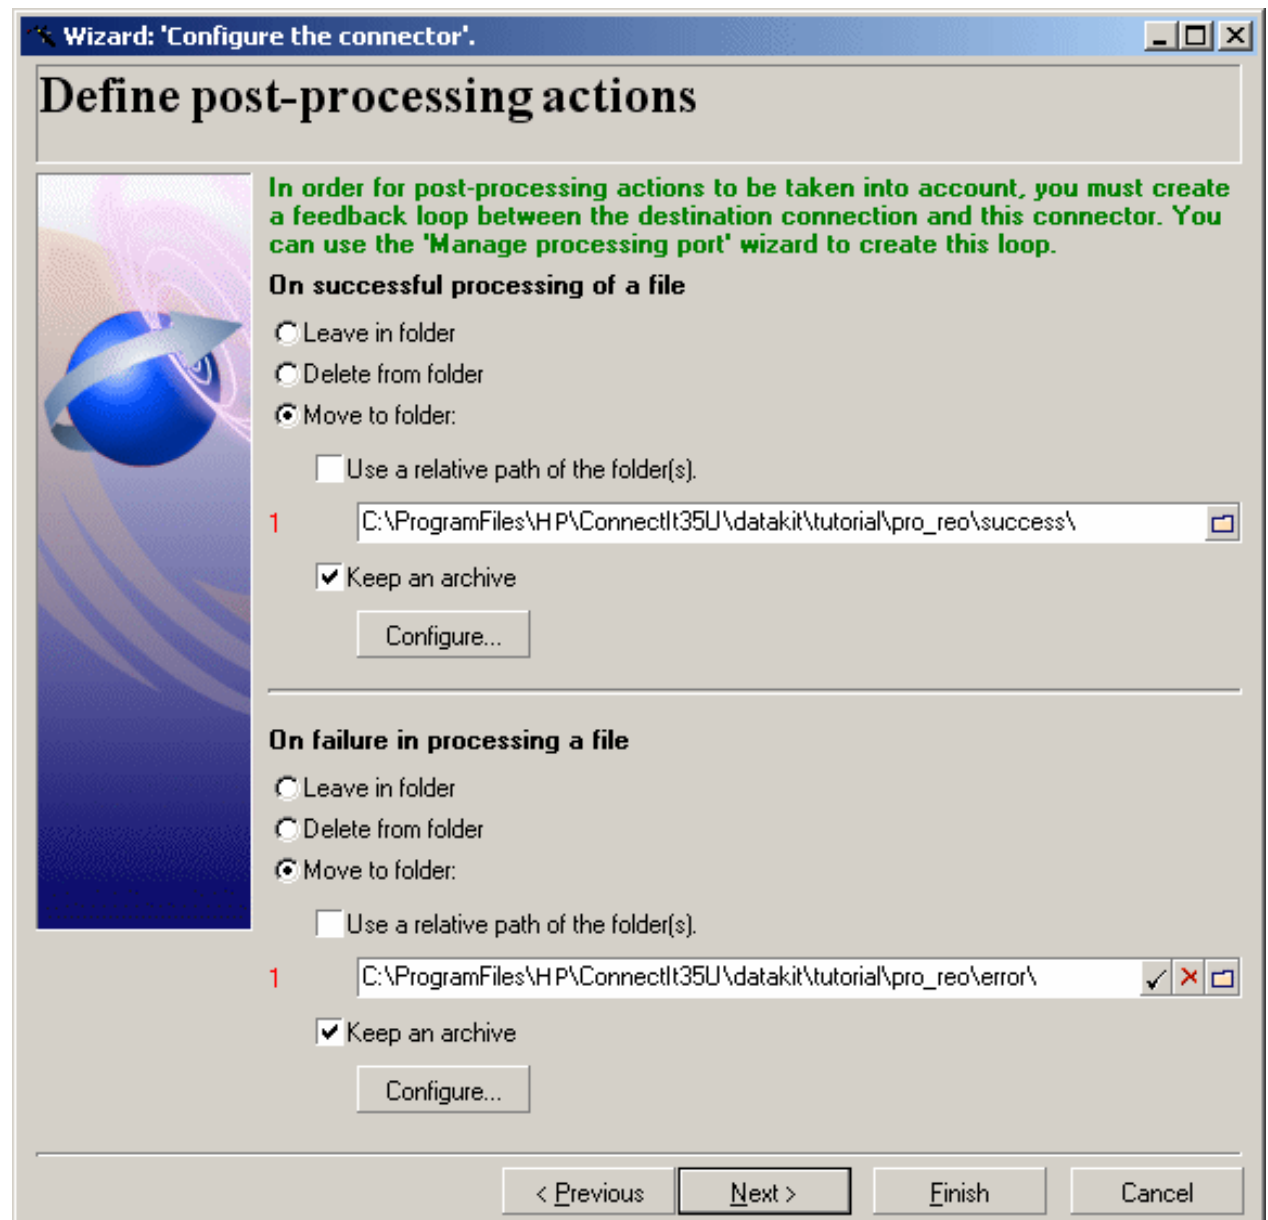 Wizard: 'Configure the connector'.
Define post-processing actions
In order for post-processing actions to be taken into account, you must create
a feedback loop between the destination connection and this connector. You
can use the 'Manage processing port' wizard to create this loop.
On successful processing of a file
Leave in folder
Delete from folder
Move to folder:
Use a relative path of the folder(s).
1 C:\ProgramFiles\HP\ConnectIt35U\datakit\tutorial\pro_reo\success\
Keep an archive
Configure...
On failure in processing a file
Leave in folder
Delete from folder
Move to folder:
Use a relative path of the folder(s).
1 C:\ProgramFiles\HP\ConnectIt35U\datakit\tutorial\pro_reo\error\
Keep an archive
Configure...
< Previous Next > Finish Cancel